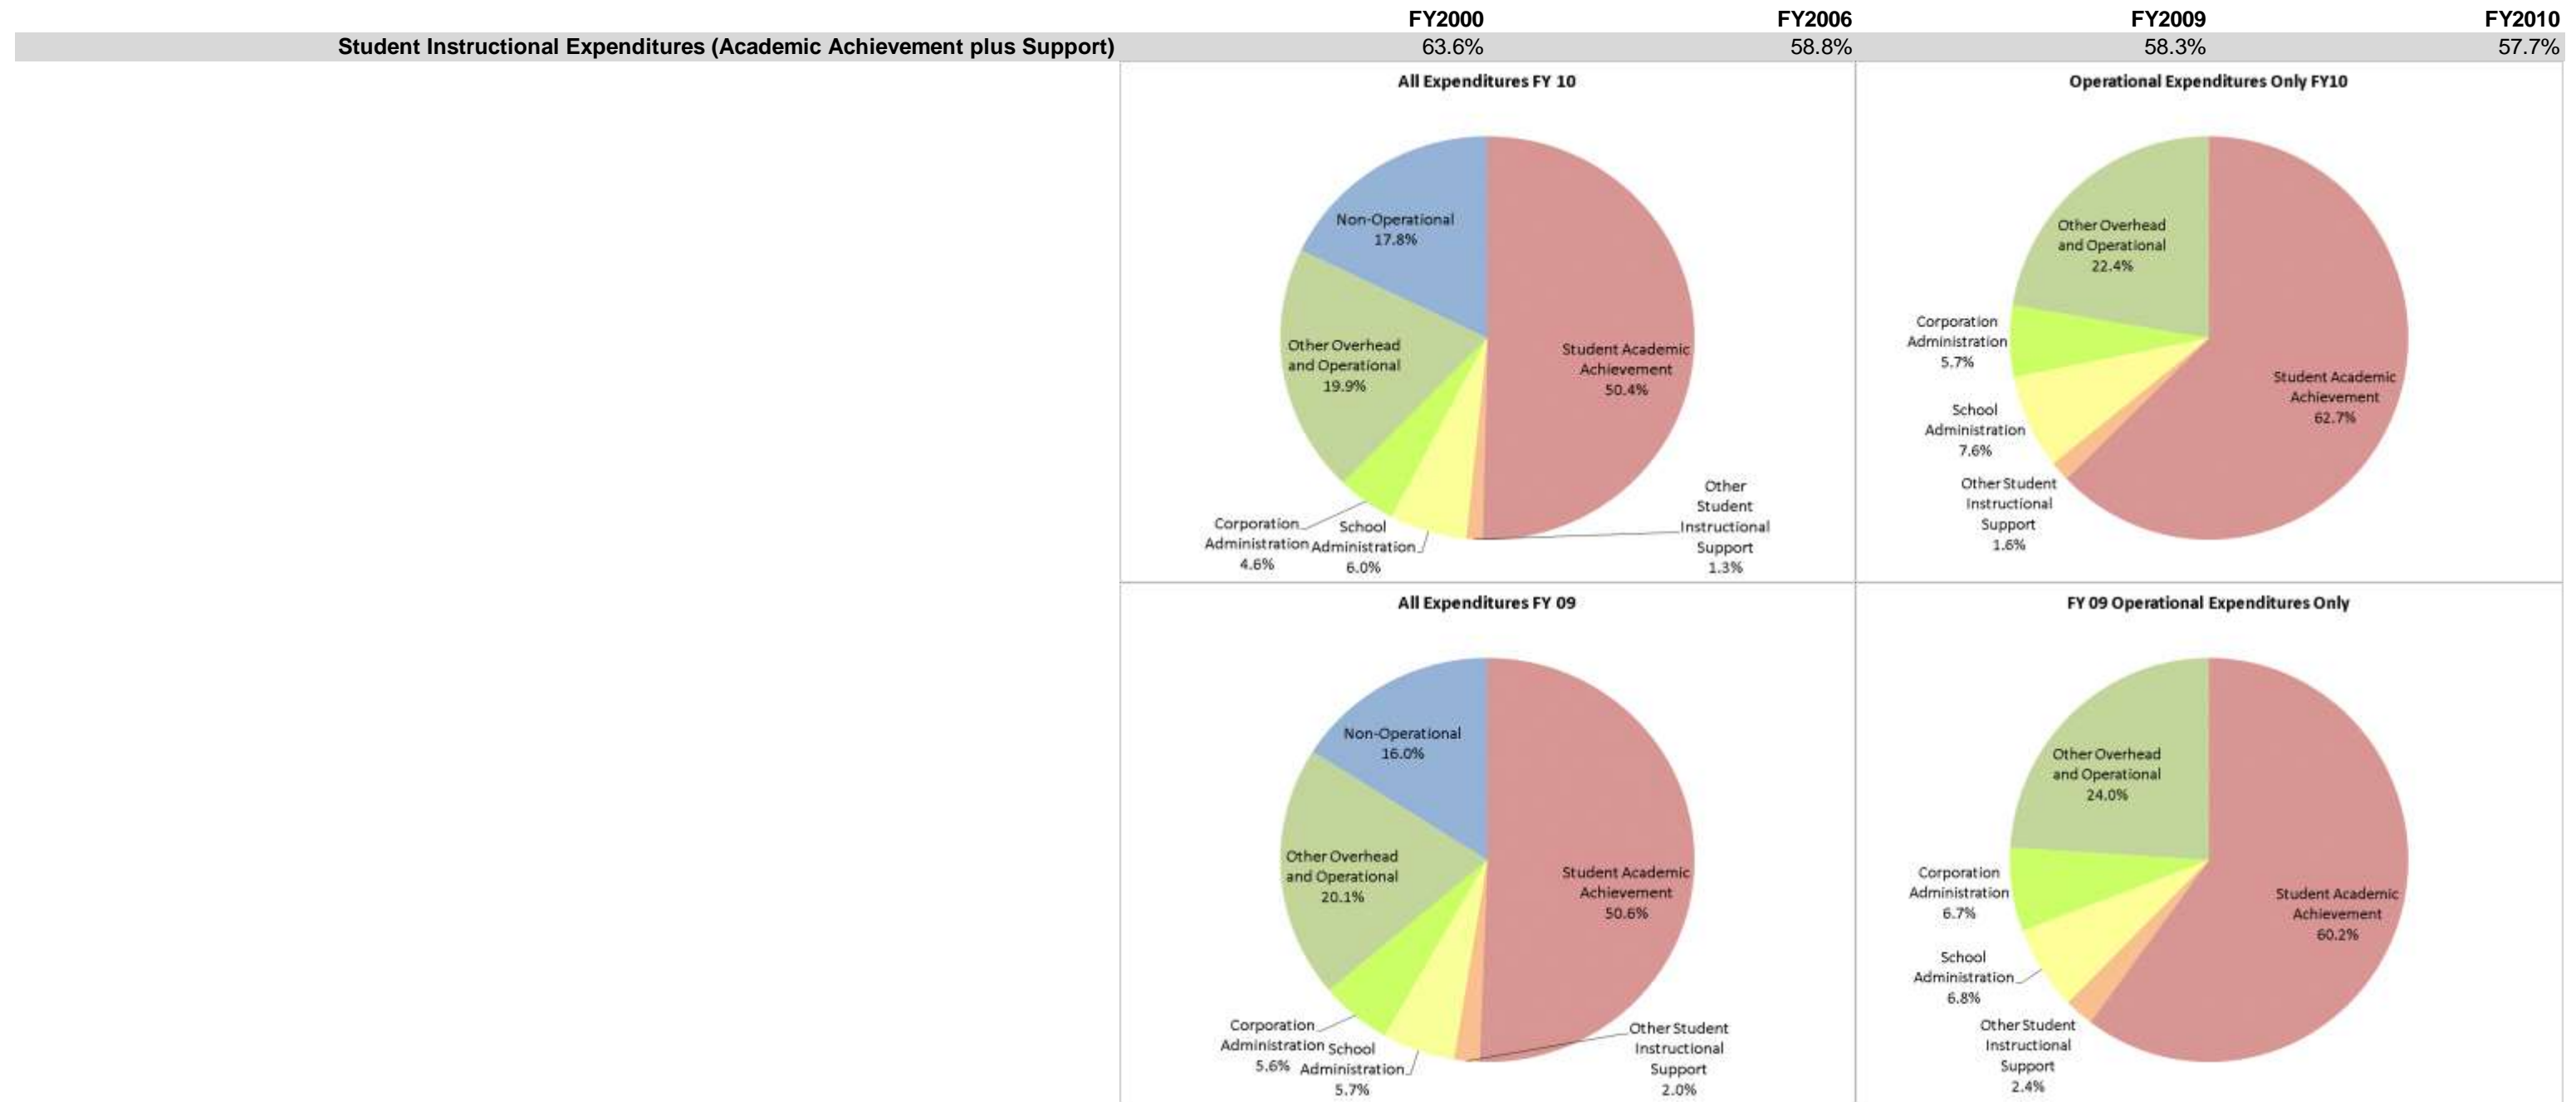 FY2000 FY2006 FY2009 FY2010
Student Instructional Expenditures (Academic Achievement plus Support) 63.6% 58.8% 58.3% 57.7%
All Expenditures FY 10
Non-Operational
17.8%
Other Overhead
and Operational
19.9%
Corporation
Administration
4.6%
School
Administration
6.0%
Other
Student
Instructional
Support
1.3%
Student Academic
Achievement
50.4%
Operational Expenditures Only FY10
Other Overhead
and Operational
22.4%
Corporation
Administration
5.7%
School
Administration
7.6%
Other Student
Instructional
Support
1.6%
Student Academic
Achievement
62.7%
All Expenditures FY 09
Non-Operational
16.0%
Other Overhead
and Operational
20.1%
Corporation
Administration
5.6%
School
Administration
5.7%
Other Student
Instructional
Support
2.0%
Student Academic
Achievement
50.6%
FY 09 Operational Expenditures Only
Other Overhead
and Operational
24.0%
Corporation
Administration
6.7%
School
Administration
6.8%
Other Student
Instructional
Support
2.4%
Student Academic
Achievement
60.2%